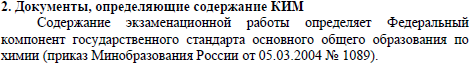 2. Документы, определяющие содержание КИМ
Содержание экзаменационной работы определяет Федеральный
компонент государственного стандарта основного общего образования по
химии (приказ Минобразования России от 05.03.2004 № 1089).